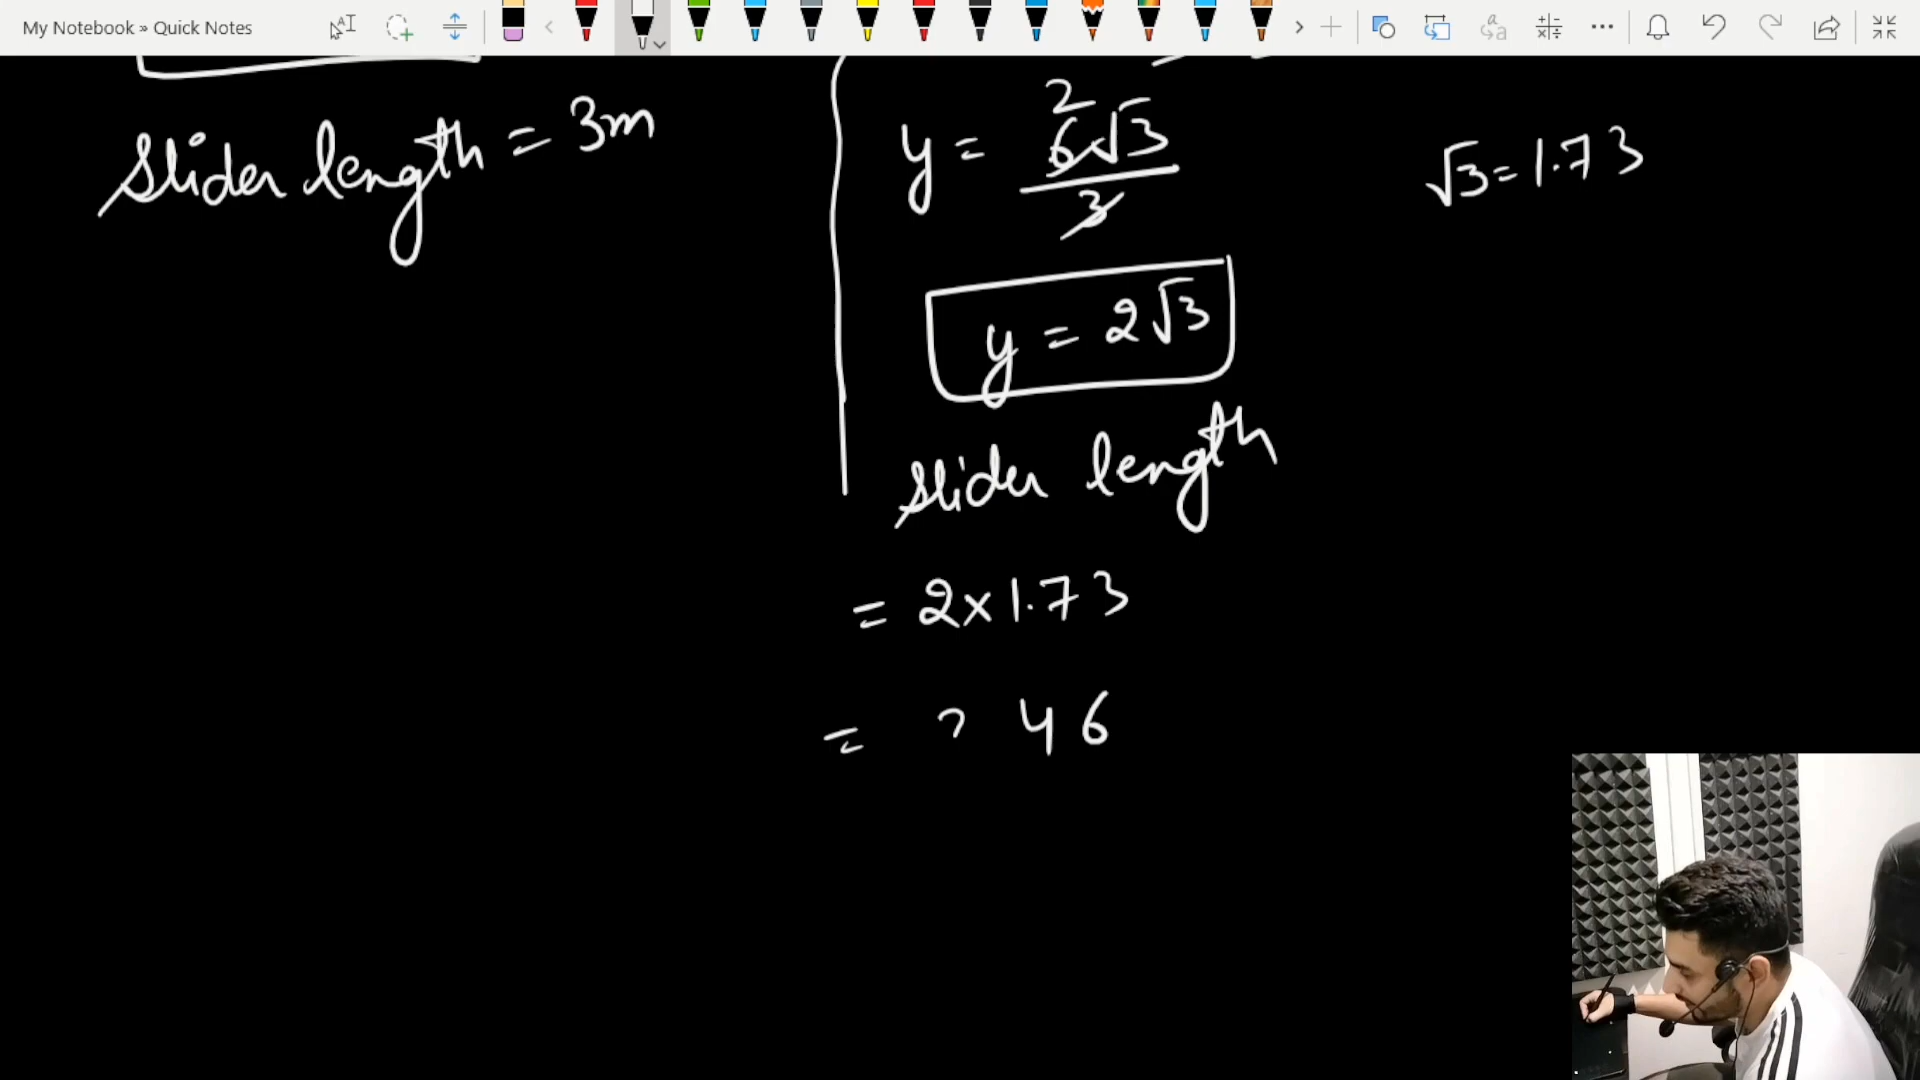 My Notebook » Quick Notes
Slider length = 3m
y = 6√3 / 3
2
y = 2√3
Slider length
= 2×1.73
= 46
√3 = 1.73